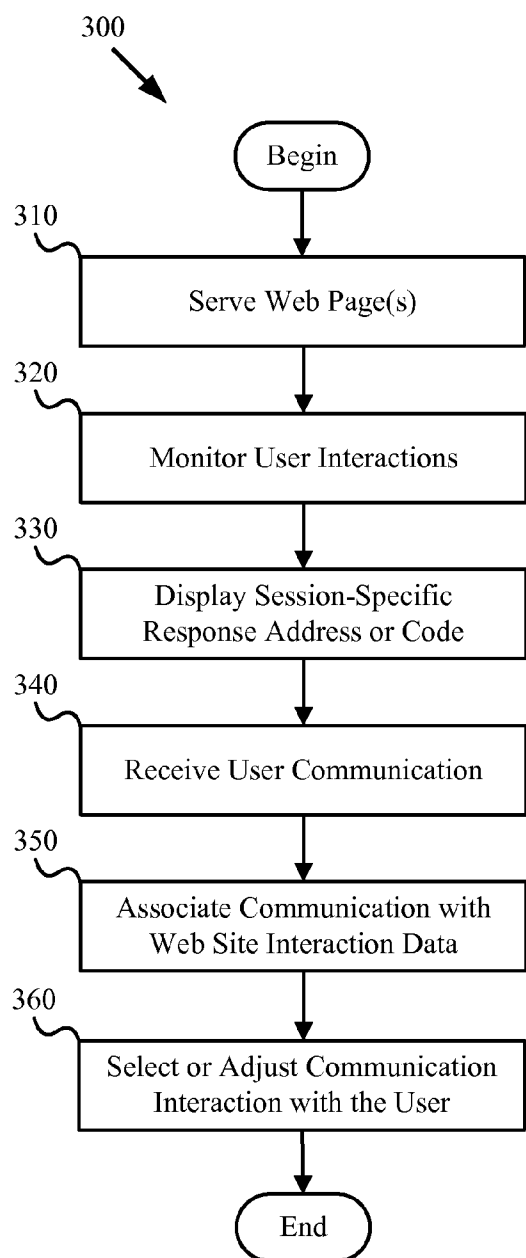 300
Begin
310
Serve Web Page(s)
320
Monitor User Interactions
330
Display Session-Specific
Response Address or Code
340
Receive User Communication
350
Associate Communication with
Web Site Interaction Data
360
Select or Adjust Communication
Interaction with the User
End